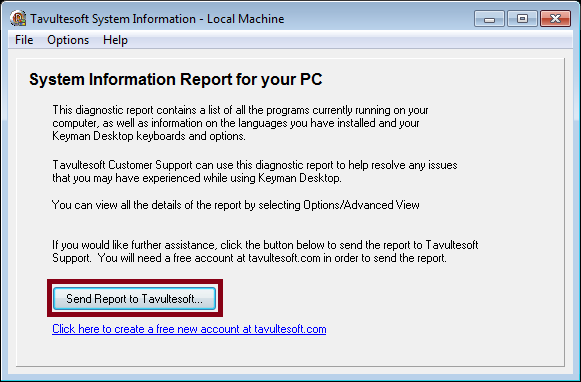 Tavultesoft System Information - Local Machine
File Options Help
System Information Report for your PC
This diagnostic report contains a list of all the programs currently running on your
computer, as well as information on the languages you have installed and your
Keyman Desktop keyboards and options.
Tavultesoft Customer Support can use this diagnostic report to help resolve any issues
that you may have experienced while using Keyman Desktop.
You can view all the details of the report by selecting Options/Advanced View
If you would like further assistance, click the button below to send the report to Tavultesoft
Support. You will need a free account at tavultesoft.com in order to send the report.
Send Report to Tavultesoft...
Click here to create a free new account at tavultesoft.com